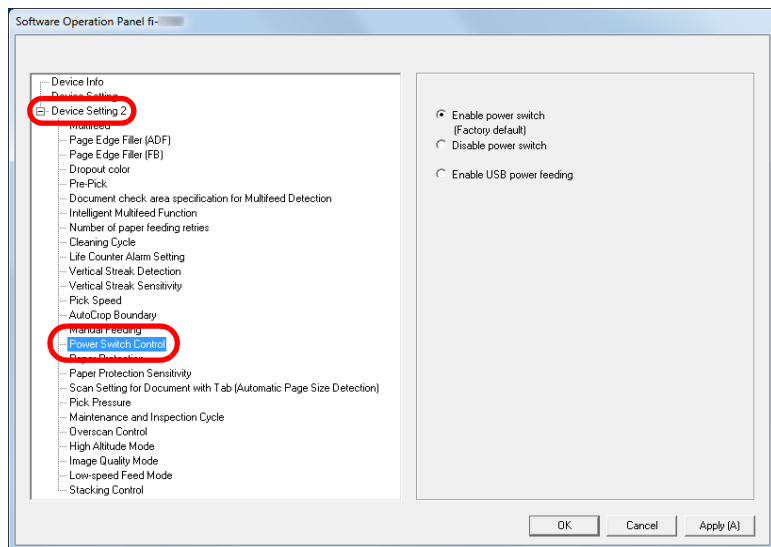 Software Operation Panel fi-
Device Info
Device Setting
Device Setting 2
Multifeed
Page Edge Filler (ADF)
Page Edge Filler (FB)
Dropout color
Pre-Pick
Document check area specification for Multifeed Detection
Intelligent Multifeed Function
Number of paper feeding retries
Cleaning Cycle
Life Counter Alarm Setting
Vertical Streak Detection
Vertical Streak Sensitivity
Pick Speed
AutoCrop Boundary
Manual Feeding
Power Switch Control
Paper Protection
Paper Protection Sensitivity
Scan Setting for Document with Tab (Automatic Page Size Detection)
Pick Pressure
Maintenance and Inspection Cycle
Overscan Control
High Altitude Mode
Image Quality Mode
Low-speed Feed Mode
Stacking Control
Enable power switch
(Factory default)
Disable power switch
Enable USB power feeding
OK
Cancel
Apply (A)